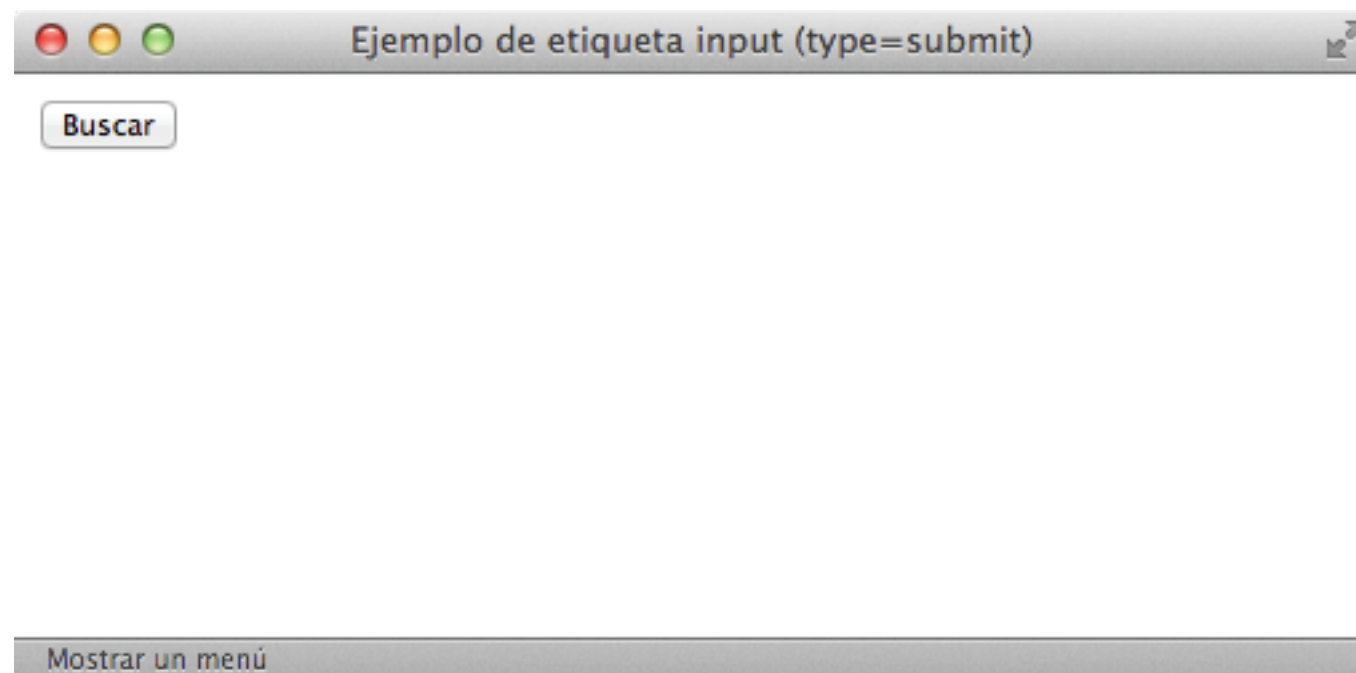 Ejemplo de etiqueta input (type=submit)
Buscar
Mostrar un menú